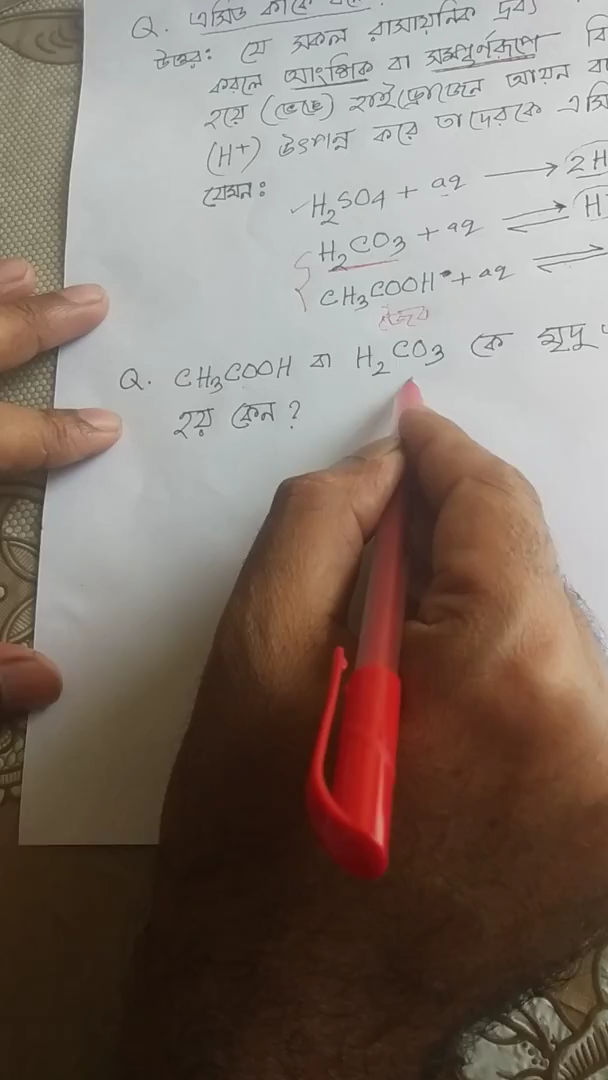 Q. এসিড কাকে বলে?
উত্তর: যে সকল রাসায়নিক দ্রব্য
করলে আংশিক বা সম্পূর্ণরূপে বি
হয়ে (ভেঙে) হাইড্রোজেন আয়ন বা
(H+) উৎপন্ন করে তাদেরকে এসি
যেমন:
H₂SO4 + aq → 2H
H₂CO3 + aq ⇌ H
CH3COOH + aq ⇌
জৈব
Q. CH3COOH বা H₂CO3 কে মৃদু
হয় কেন?